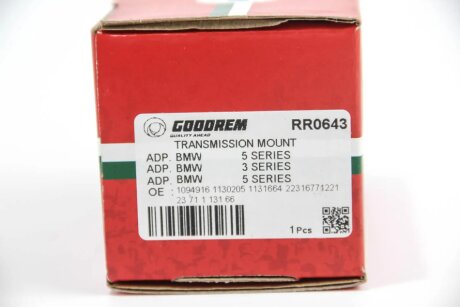 GOODREM RR0643
QUALITY AHEAD
TRANSMISSION MOUNT
ADP. BMW 5 SERIES
ADP. BMW 3 SERIES
ADP. BMW 5 SERIES
OE : 1094916 1130205 1131664 22316771221
23 71 1 131 66
1 Pcs